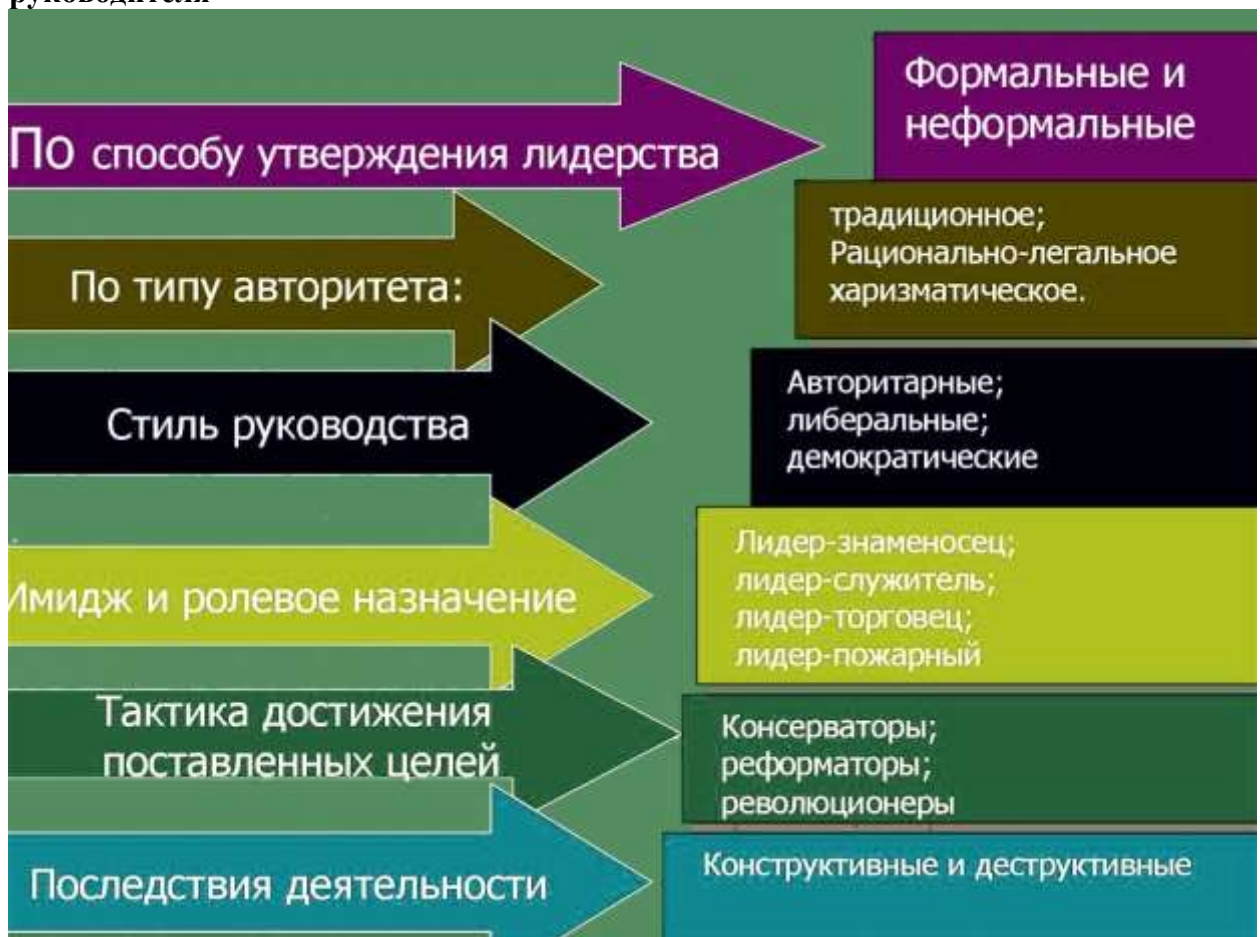 руководителя
По способу утверждения лидерства
Формальные и
неформальные
По типу авторитета:
традиционное;
Рационально-легальное
харизматическое.
Стиль руководства
Авторитарные;
либеральные;
демократические
Имидж и ролевое назначение
Лидер-знаменосец;
лидер-служитель;
лидер-торговец;
лидер-пожарный
Тактика достижения
поставленных целей
Консерваторы;
реформаторы;
революционеры
Последствия деятельности
Конструктивные и деструктивные